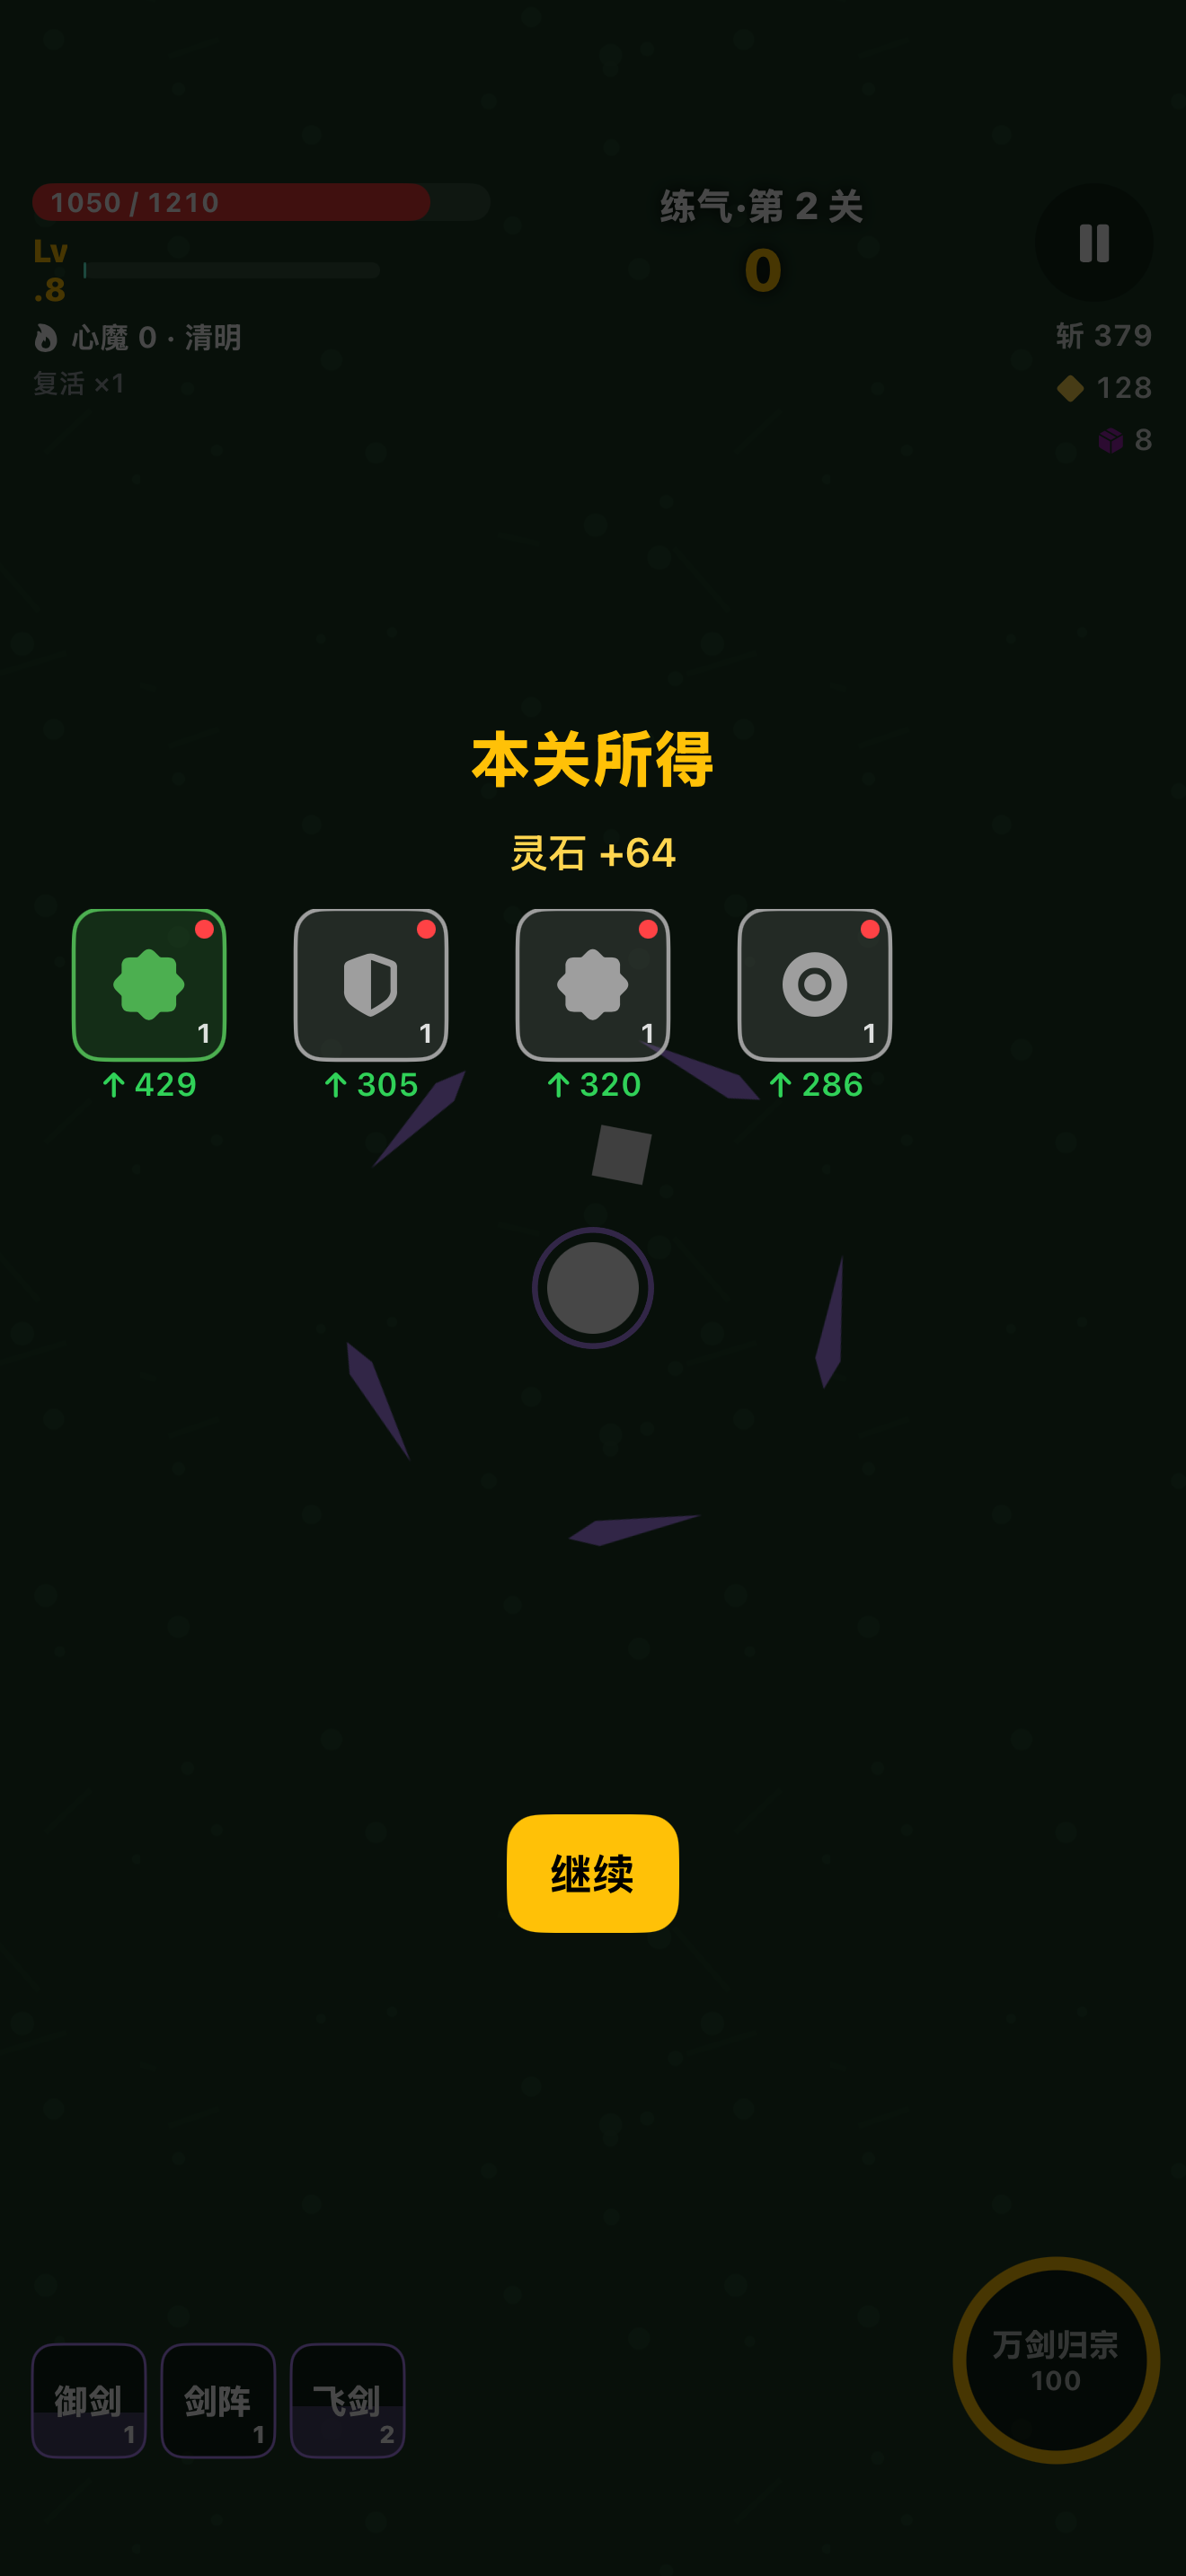 1050 / 1210
练气·第 2 关
Lv
.8
0
心魔 0 · 清明
斩 379
复活 ×1
128
8
本关所得
灵石 +64
1
1
1
1
↑ 429
↑ 305
↑ 320
↑ 286
继续
万剑归宗
100
御剑
1
剑阵
1
飞剑
2